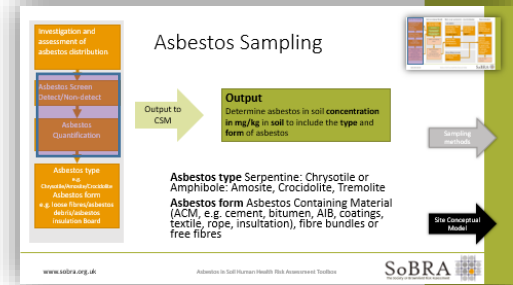 Investigation and
assessment of
asbestos distribution
Asbestos Sampling
Asbestos Screen
Detect/Non-detect
Asbestos
Quantification
Output to
CSM
Output
Determine asbestos in soil concentration
in mg/kg in soil to include the type and
form of asbestos
Sampling
methods
Asbestos type
e.g.
Chrysotile/Amosite/Crocidolite
Asbestos form
e.g. loose fibres/asbestos
debris/asbestos
insulation Board
Asbestos type Serpentine: Chrysotile or
Amphibole: Amosite, Crocidolite, Tremolite
Asbestos form Asbestos Containing Material
(ACM, e.g. cement, bitumen, AIB, coatings,
textile, rope, insultation), fibre bundles or
free fibres
Site Conceptual
Model
www.sobra.org.uk
Asbestos in Soil Human Health Risk Assessment Toolbox
SoBRA